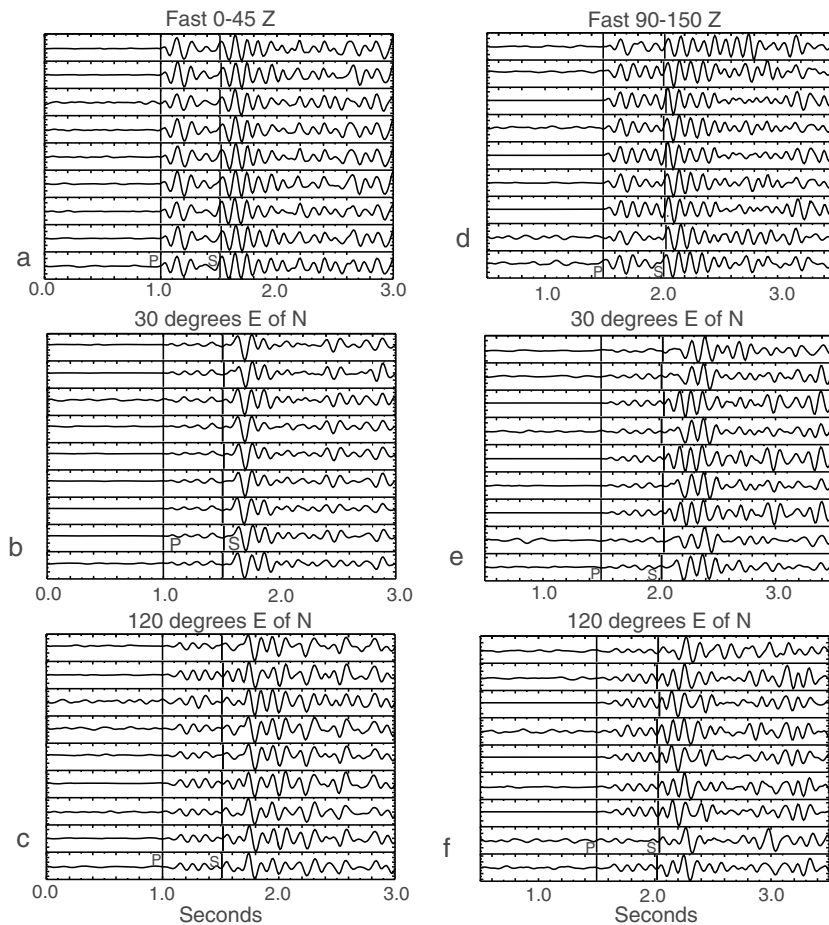 Fast 0-45 Z
a
P
S
0.0 1.0 2.0 3.0
30 degrees E of N
b
P
S
0.0 1.0 2.0 3.0
120 degrees E of N
c
P
S
0.0 1.0 2.0 3.0
Seconds
Fast 90-150 Z
d
P
S
1.0 2.0 3.0
30 degrees E of N
e
P
S
1.0 2.0 3.0
120 degrees E of N
f
P
S
1.0 2.0 3.0
Seconds